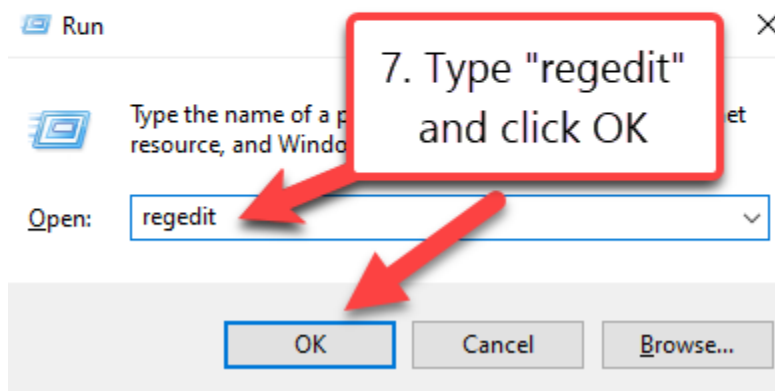 Run
7. Type "regedit"
and click OK
Type the name of a p
et
resource, and Windo
Open: regedit
OK Cancel Browse...